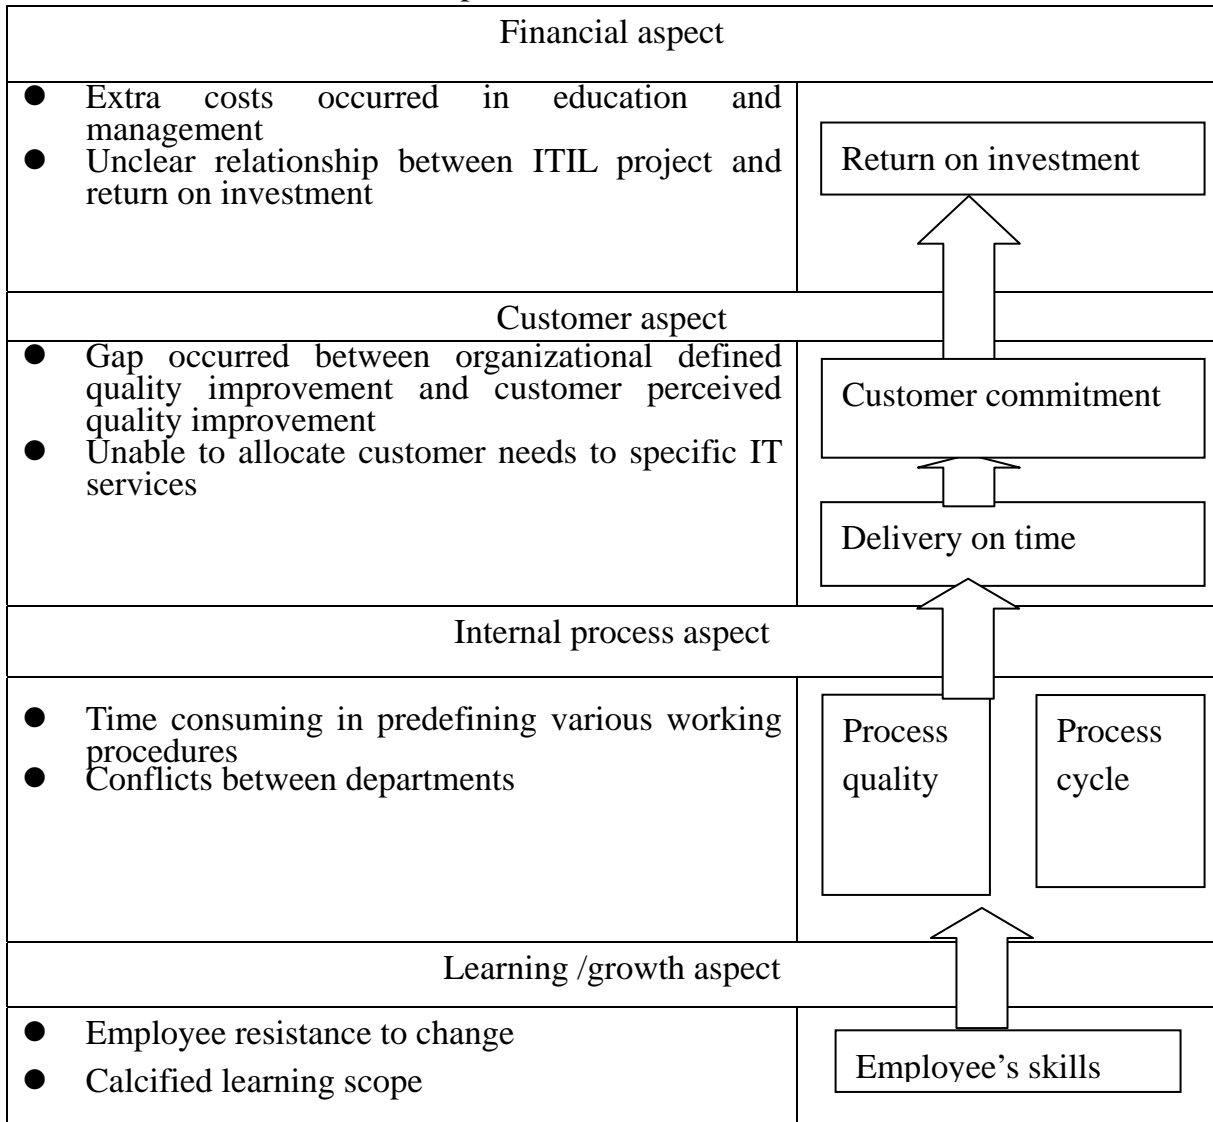 Financial aspect
● Extra costs occurred in education and
management
● Unclear relationship between ITIL project and
return on investment
Return on investment
Customer aspect
● Gap occurred between organizational defined
quality improvement and customer perceived
quality improvement
● Unable to allocate customer needs to specific IT
services
Customer commitment
Delivery on time
Internal process aspect
● Time consuming in predefining various working
procedures
● Conflicts between departments
Process
quality
Process
cycle
Learning /growth aspect
● Employee resistance to change
● Calcified learning scope
Employee's skills